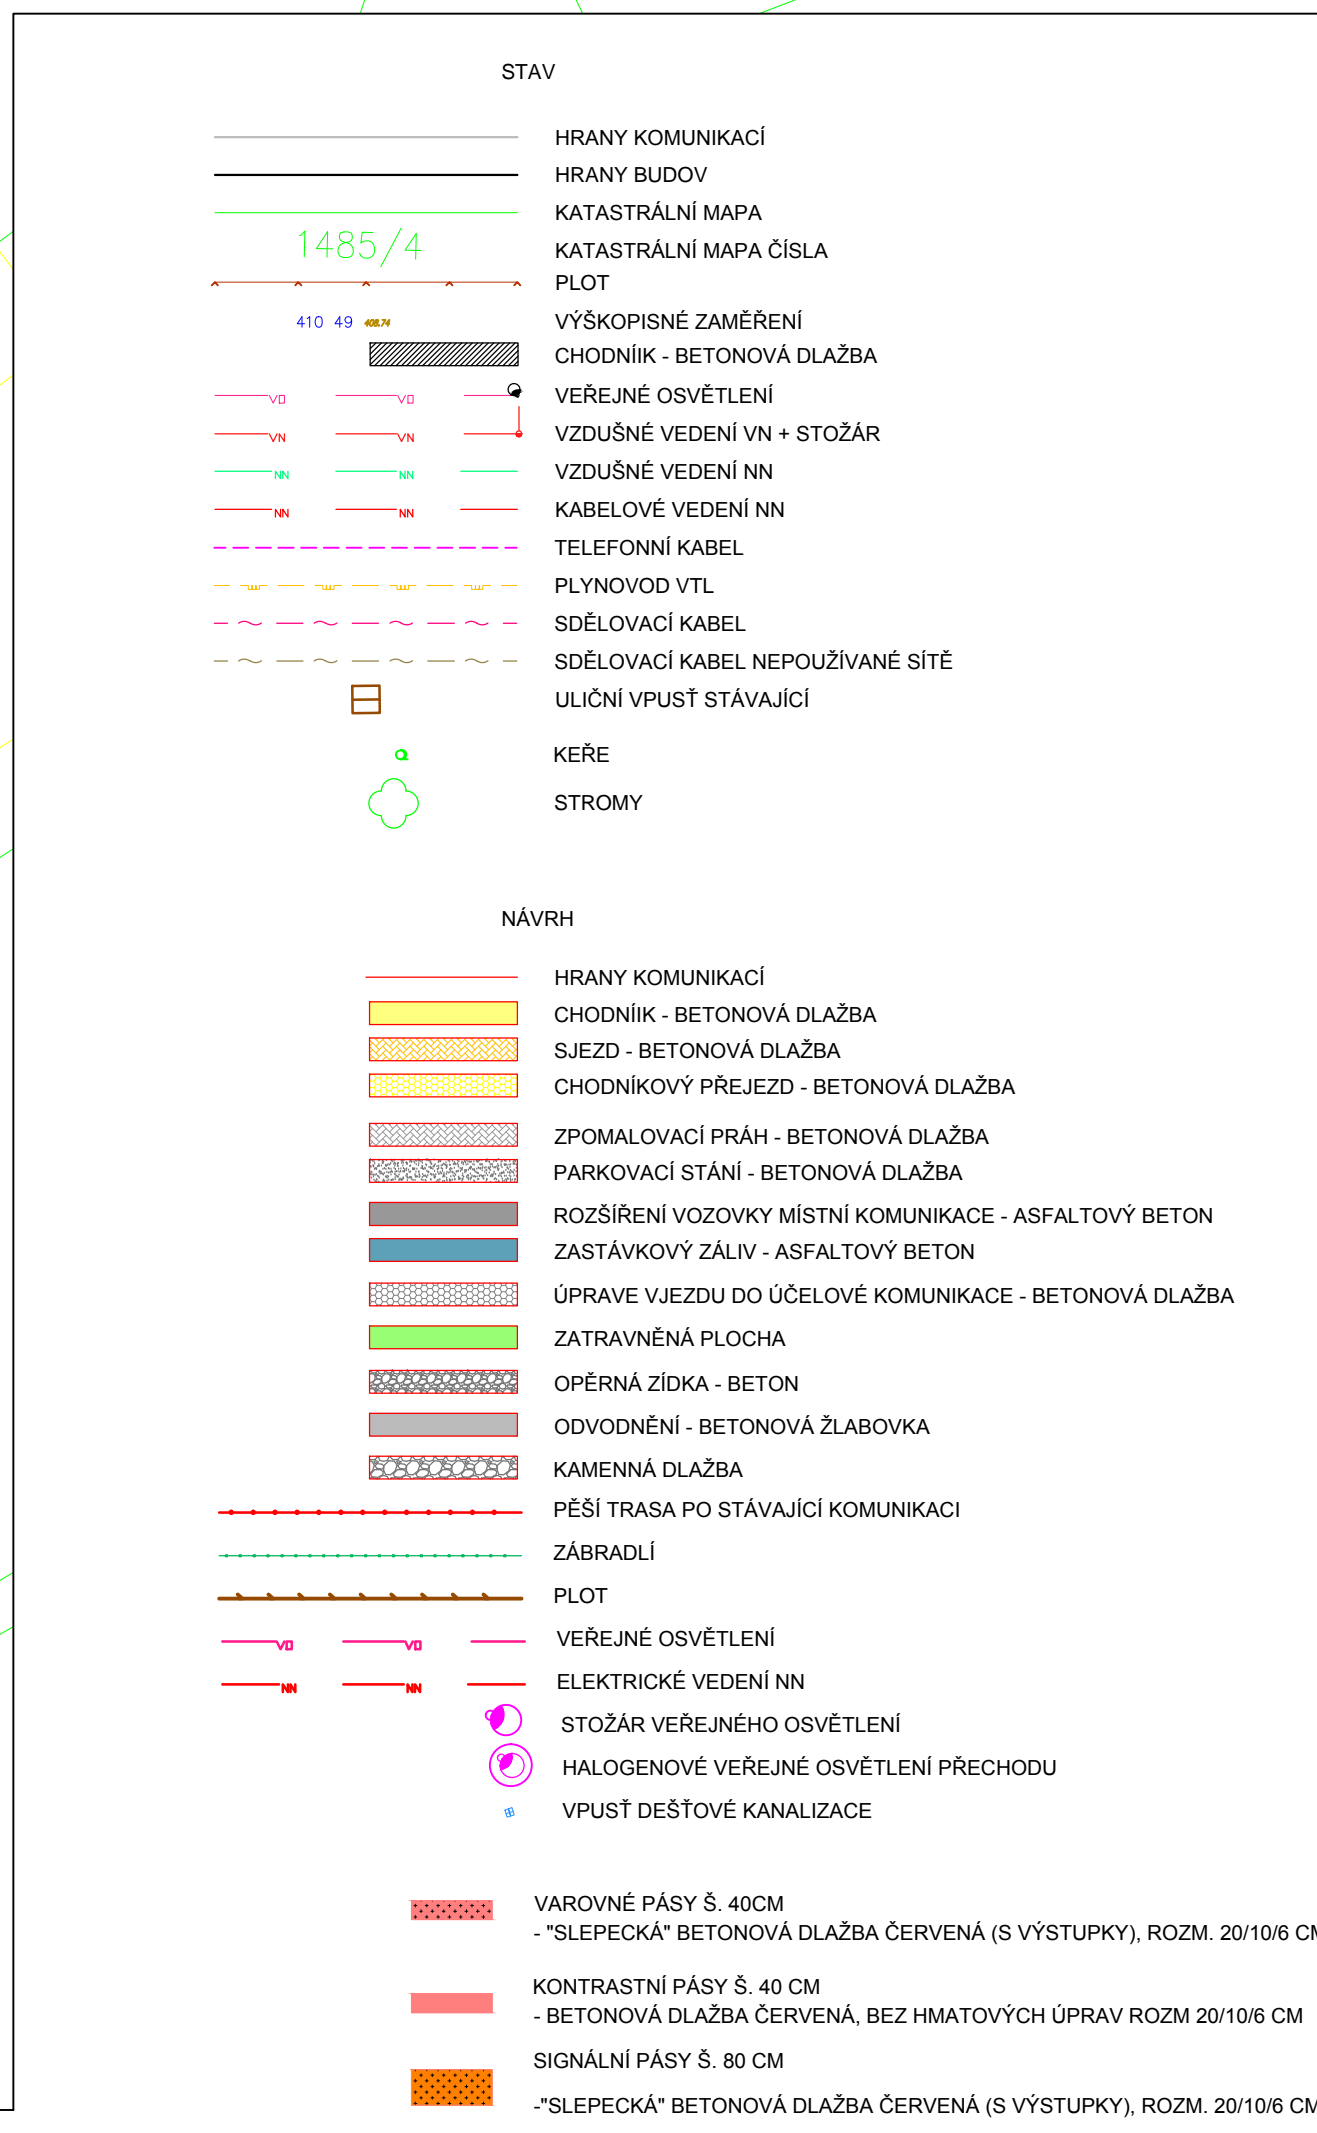 STAV
HRANY KOMUNIKACÍ
HRANY BUDOV
KATASTRÁLNÍ MAPA
1485/4 KATASTRÁLNÍ MAPA ČÍSLA
PLOT
410 49 408.74 VÝŠKOPISNÉ ZAMĚŘENÍ
CHODNÍIK - BETONOVÁ DLAŽBA
VO VO VEŘEJNÉ OSVĚTLENÍ
VN VN VZDUŠNÉ VEDENÍ VN + STOŽÁR
NN NN VZDUŠNÉ VEDENÍ NN
NN NN KABELOVÉ VEDENÍ NN
TELEFONNÍ KABEL
PLYNOVOD VTL
SDĚLOVACÍ KABEL
SDĚLOVACÍ KABEL NEPOUŽÍVANÉ SÍTĚ
ULIČNÍ VPUSŤ STÁVAJÍCÍ
KEŘE
STROMY
NÁVRH
HRANY KOMUNIKACÍ
CHODNÍIK - BETONOVÁ DLAŽBA
SJEZD - BETONOVÁ DLAŽBA
CHODNÍKOVÝ PŘEJEZD - BETONOVÁ DLAŽBA
ZPOMALOVACÍ PRÁH - BETONOVÁ DLAŽBA
PARKOVACÍ STÁNÍ - BETONOVÁ DLAŽBA
ROZŠÍŘENÍ VOZOVKY MÍSTNÍ KOMUNIKACE - ASFALTOVÝ BETON
ZASTÁVKOVÝ ZÁLIV - ASFALTOVÝ BETON
ÚPRAVE VJEZDU DO ÚČELOVÉ KOMUNIKACE - BETONOVÁ DLAŽBA
ZATRAVNĚNÁ PLOCHA
OPĚRNÁ ZÍDKA - BETON
ODVODNĚNÍ - BETONOVÁ ŽLABOVKA
KAMENNÁ DLAŽBA
PĚŠÍ TRASA PO STÁVAJÍCÍ KOMUNIKACI
ZÁBRADLÍ
PLOT
VO VO VEŘEJNÉ OSVĚTLENÍ
NN NN ELEKTRICKÉ VEDENÍ NN
STOŽÁR VEŘEJNÉHO OSVĚTLENÍ
HALOGENOVÉ VEŘEJNÉ OSVĚTLENÍ PŘECHODU
VPUSŤ DEŠŤOVÉ KANALIZACE
VAROVNÉ PÁSY Š. 40CM
- "SLEPECKÁ" BETONOVÁ DLAŽBA ČERVENÁ (S VÝSTUPKY), ROZM. 20/10/6 CM
KONTRASTNÍ PÁSY Š. 40 CM
- BETONOVÁ DLAŽBA ČERVENÁ, BEZ HMATOVÝCH ÚPRAV ROZM 20/10/6 CM
SIGNÁLNÍ PÁSY Š. 80 CM
-"SLEPECKÁ" BETONOVÁ DLAŽBA ČERVENÁ (S VÝSTUPKY), ROZM. 20/10/6 CM